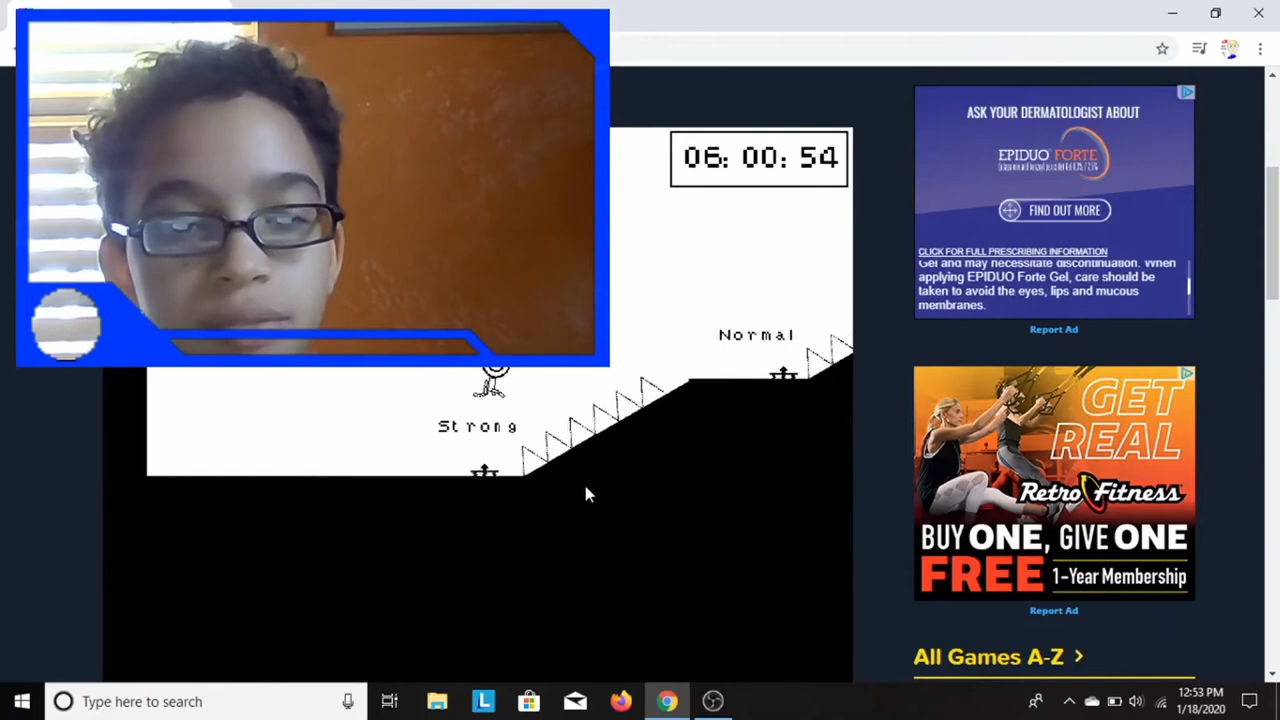 06: 00: 54
Normal
Strong
ASK YOUR DERMATOLOGIST ABOUT
EPIDUO FORTE
FIND OUT MORE
CLICK FOR FULL PRESCRIBING INFORMATION
Gel and may necessitate discontinuation. When
applying EPIDUO Forte Gel, care should be
taken to avoid the eyes, lips and mucous
membranes.
Report Ad
GET
REAL
Retro Fitness
BUY ONE, GIVE ONE
FREE 1-Year Membership
Report Ad
All Games A-Z >
Type here to search
L
12:53 PM
1/18/2020